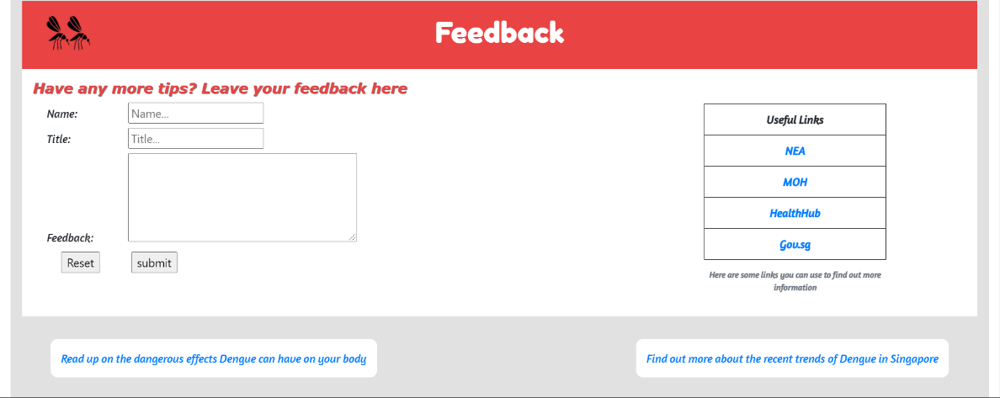 Feedback
Have any more tips? Leave your feedback here
Name:
Name...
Title:
Title...
Feedback:
Reset
submit
Useful Links
NEA
MOH
HealthHub
Gov.sg
Here are some links you can use to find out more
information
Read up on the dangerous effects Dengue can have on your body
Find out more about the recent trends of Dengue in Singapore